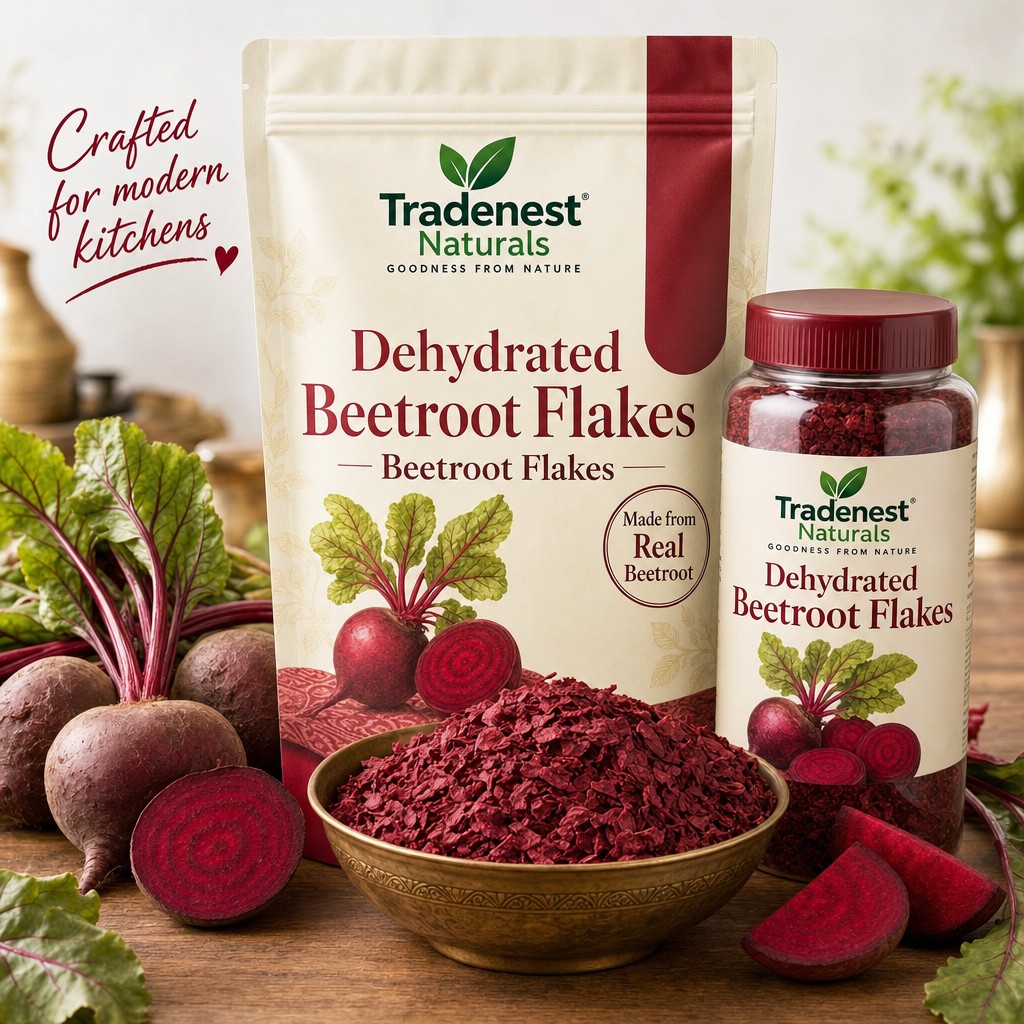 Crafted
for modern
kitchens
Tradenest®
Naturals
GOODNESS FROM NATURE
Dehydrated
Beetroot Flakes
Beetroot Flakes
Made from
Real
Beetroot
Tradenest®
Naturals
GOODNESS FROM NATURE
Dehydrated
Beetroot Flakes